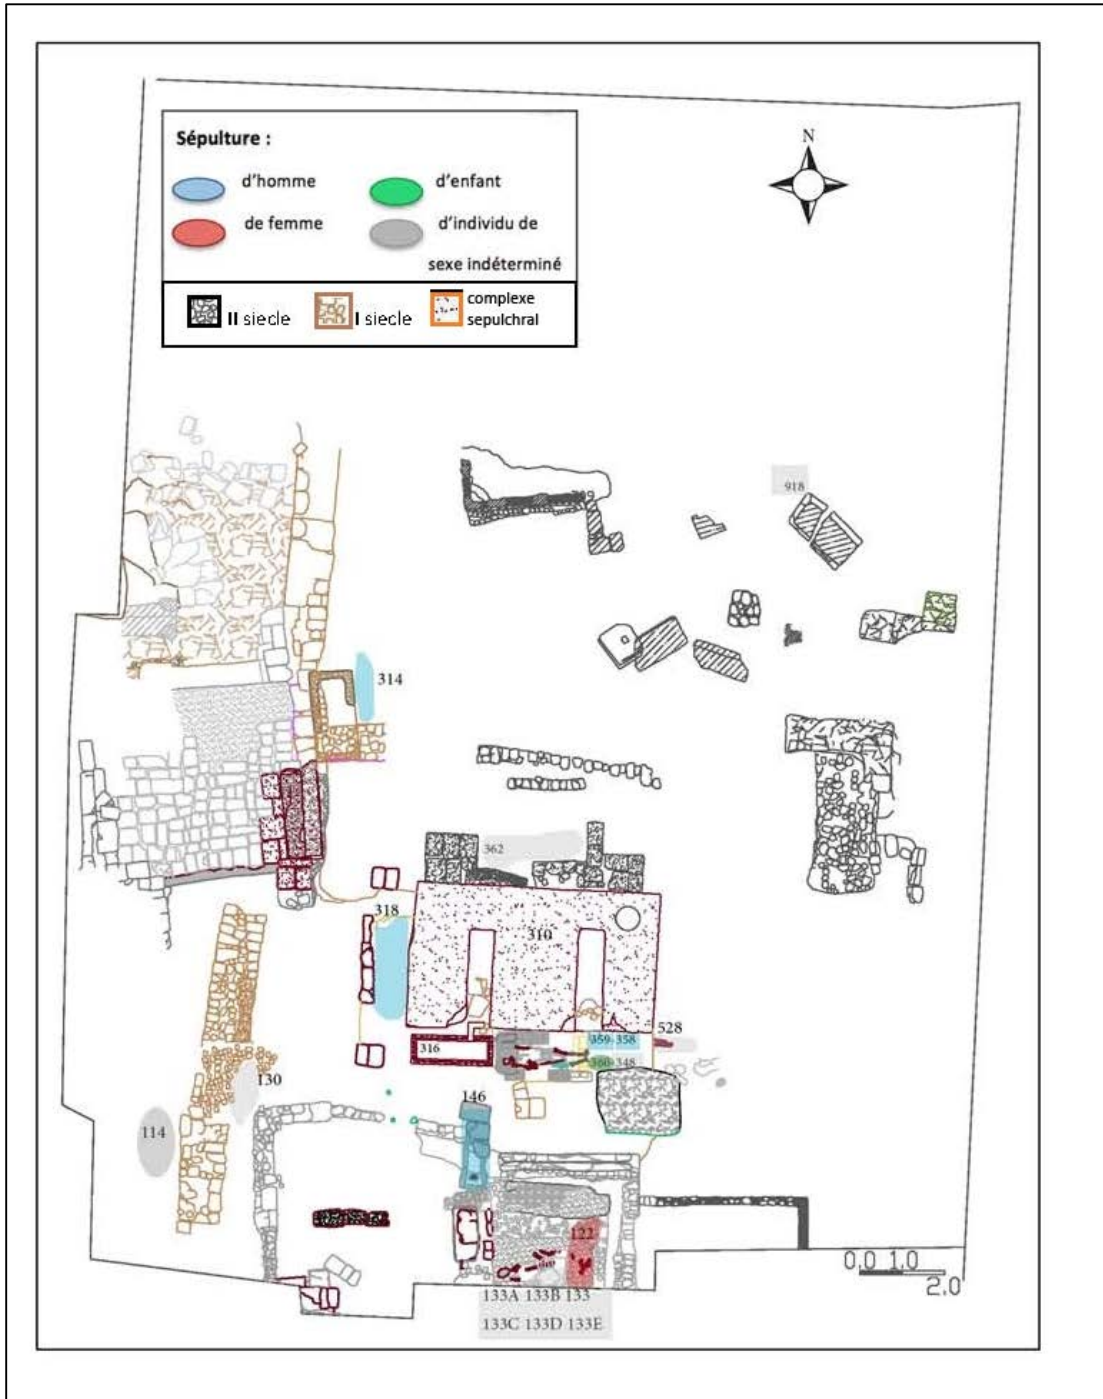 Sépulture :
d'homme
d'enfant
de femme
d'individu de
sexe indéterminé
II siecle
I siecle
complexe
sepulchral
N
918
314
362
318
310
528
316
359-358
360-348
130
146
114
122
133A 133B 133
133C 133D 133E
0.0 1.0
2.0